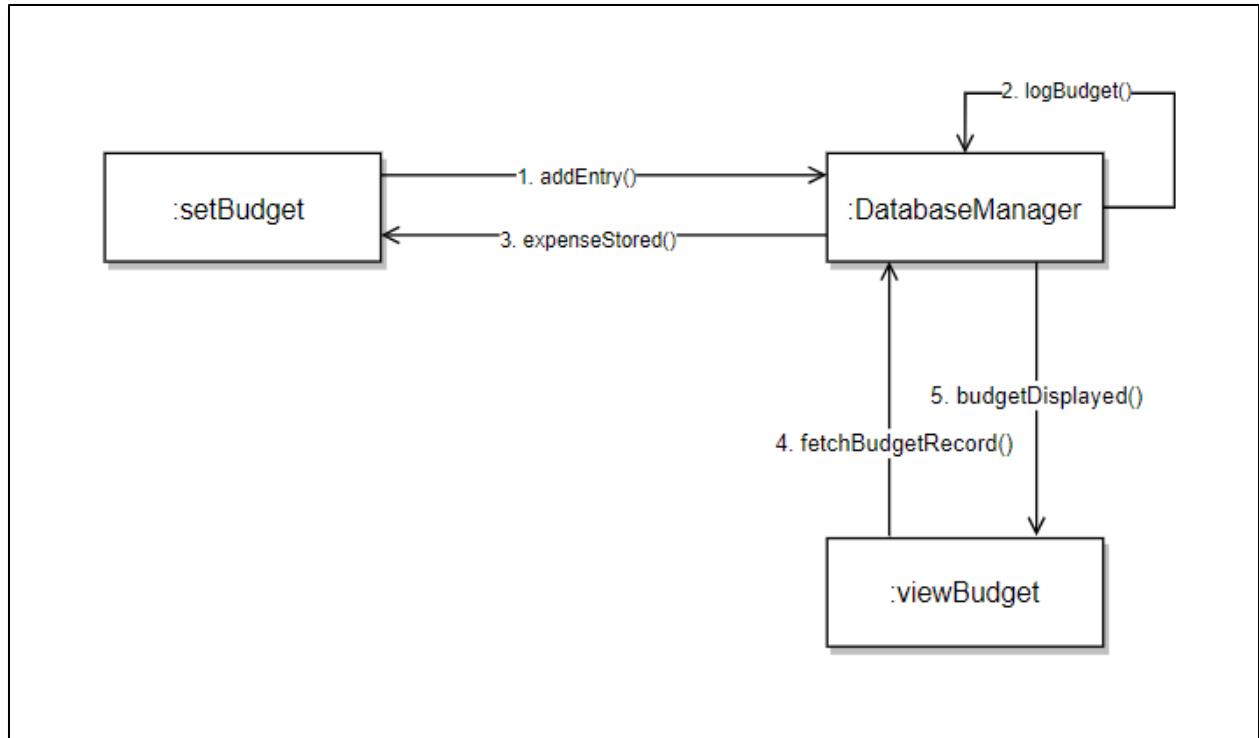 2. logBudget()
:setBudget
1. addEntry()
:DatabaseManager
3. expenseStored()
5. budgetDisplayed()
4. fetchBudgetRecord()
:viewBudget